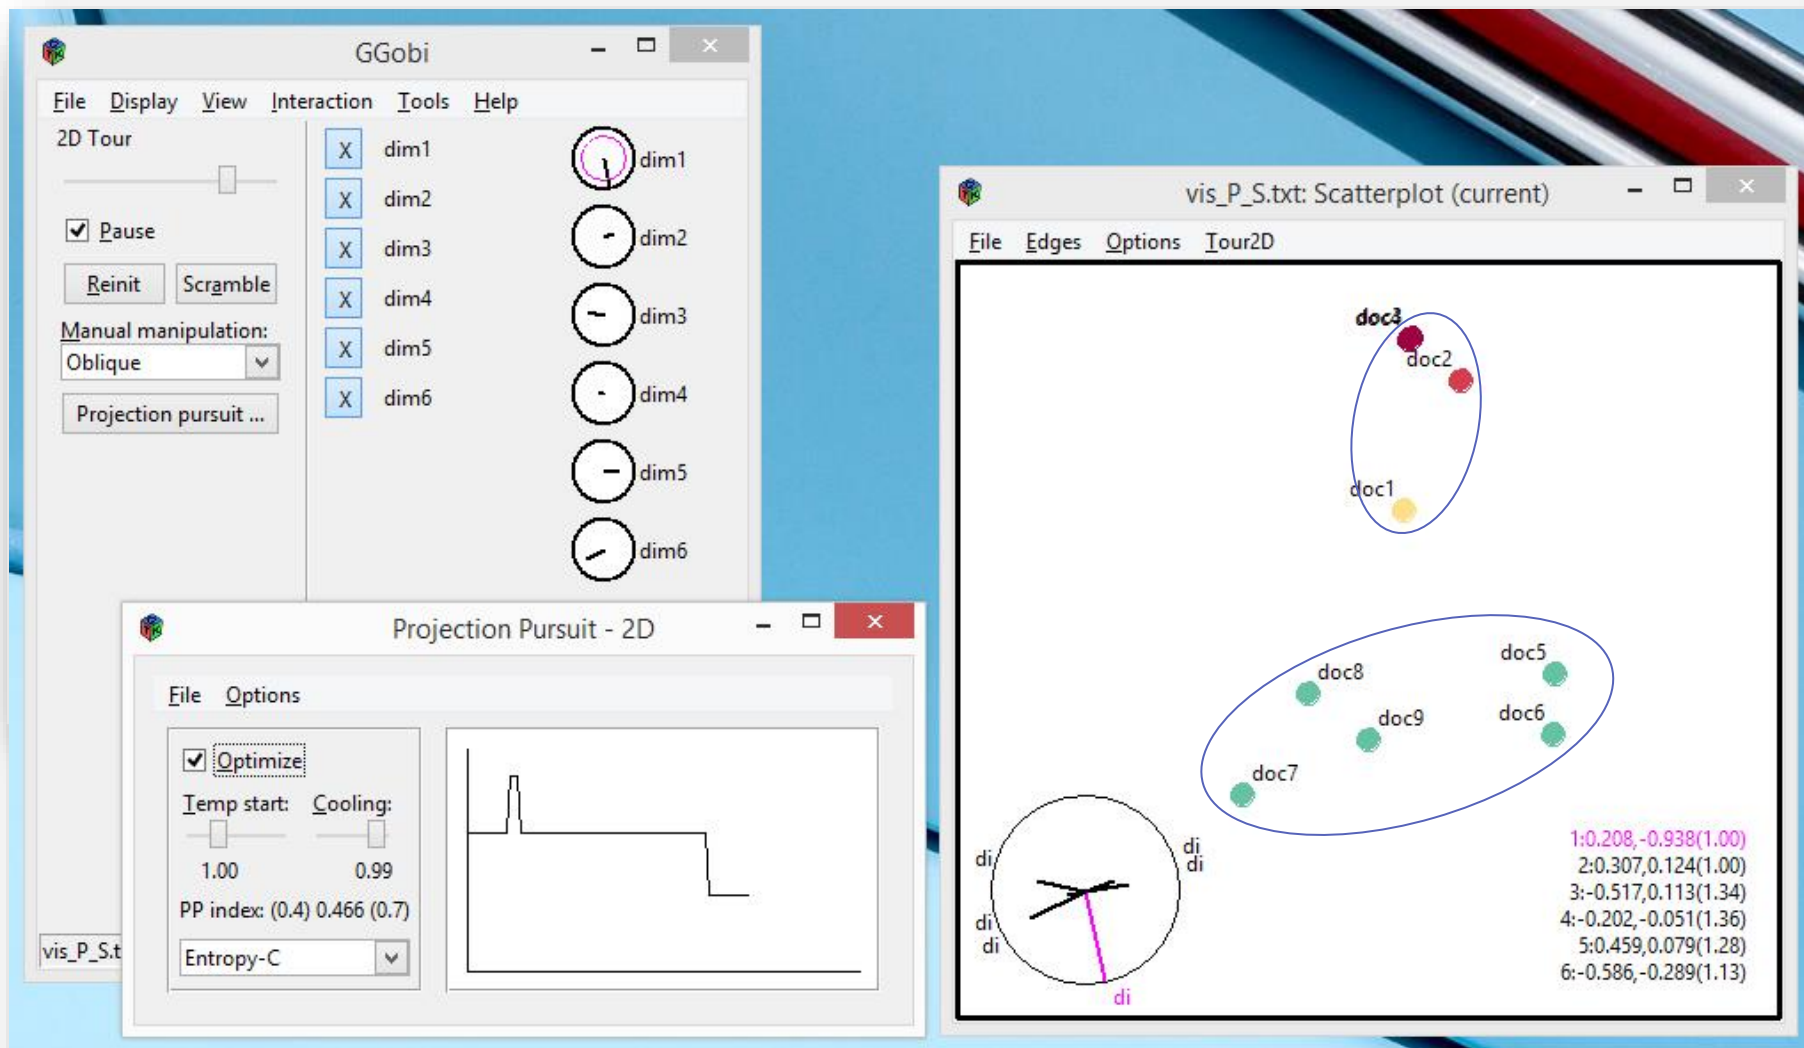 GGobi
File Display View Interaction Tools Help
2D Tour
Pause
Reinit Scramble
Manual manipulation:
Oblique
Projection pursuit ...
X dim1
X dim2
X dim3
X dim4
X dim5
X dim6
dim1
dim2
dim3
dim4
dim5
dim6
vis_P_S.t
Projection Pursuit - 2D
File Options
Optimize
Temp start: Cooling:
1.00 0.99
PP index: (0.4) 0.466 (0.7)
Entropy-C
vis_P_S.txt: Scatterplot (current)
File Edges Options Tour2D
doc2
doc1
doc5
doc8
doc6
doc9
doc7
di
di
di
di
di
di
1:0.208,-0.938(1.00)
2:0.307,0.124(1.00)
3:-0.517,0.113(1.34)
4:-0.202,-0.051(1.36)
5:0.459,0.079(1.28)
6:-0.586,-0.289(1.13)